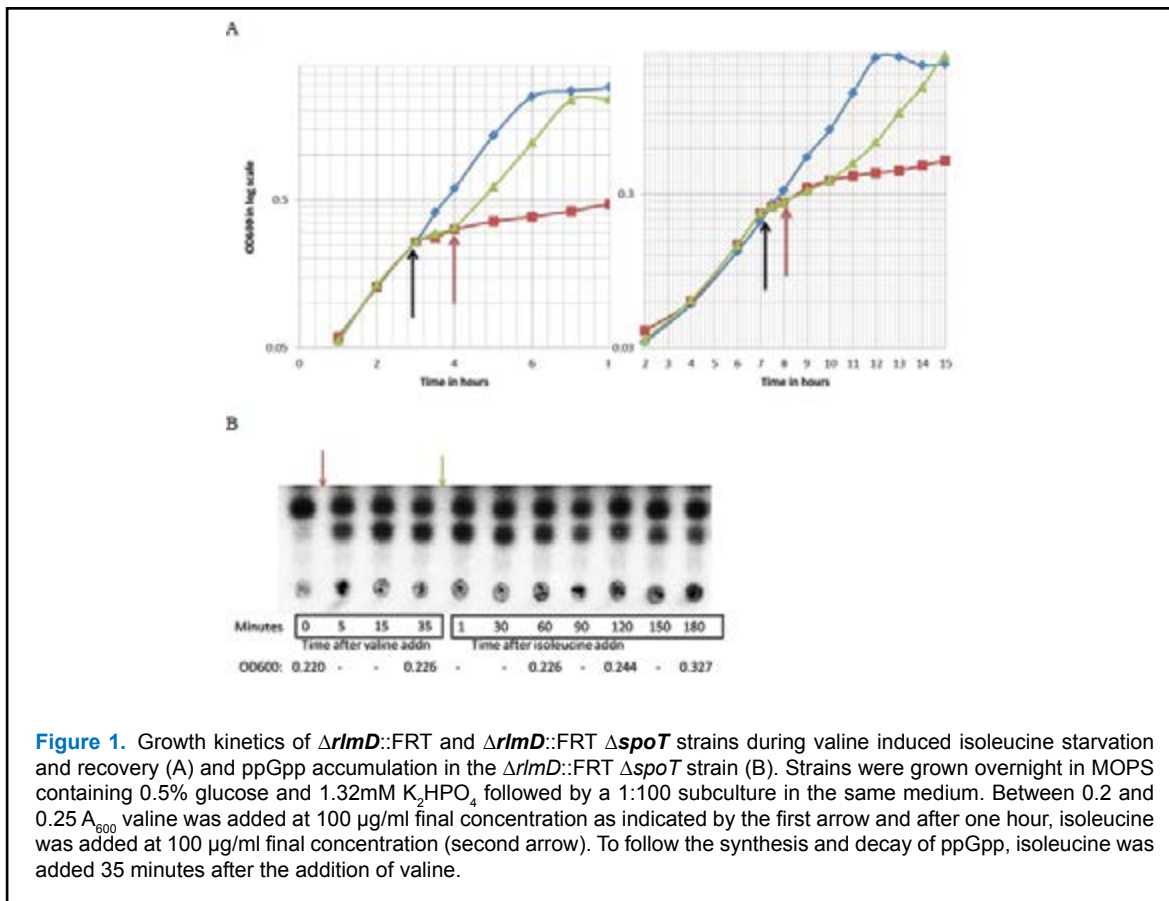 A
OD600 in log scale
0.5
0.05
0 2 4 6 8
Time in hours
0.3
0.03
2 3 4 5 6 7 8 9 10 11 12 13 14 15
Time in hours
B
Minutes 0 5 15 35 1 30 60 90 120 150 180
Time after valine addn Time after isoleucine addn
OD600: 0.220 - - 0.226 - - 0.226 - 0.244 - 0.327
Figure 1. Growth kinetics of ΔrlmD::FRT and ΔrlmD::FRT ΔspoT strains during valine induced isoleucine starvation
and recovery (A) and ppGpp accumulation in the ΔrlmD::FRT ΔspoT strain (B). Strains were grown overnight in MOPS
containing 0.5% glucose and 1.32mM K₂HPO₄ followed by a 1:100 subculture in the same medium. Between 0.2 and
0.25 A₆₀₀ valine was added at 100 µg/ml final concentration as indicated by the first arrow and after one hour, isoleucine
was added at 100 µg/ml final concentration (second arrow). To follow the synthesis and decay of ppGpp, isoleucine was
added 35 minutes after the addition of valine.